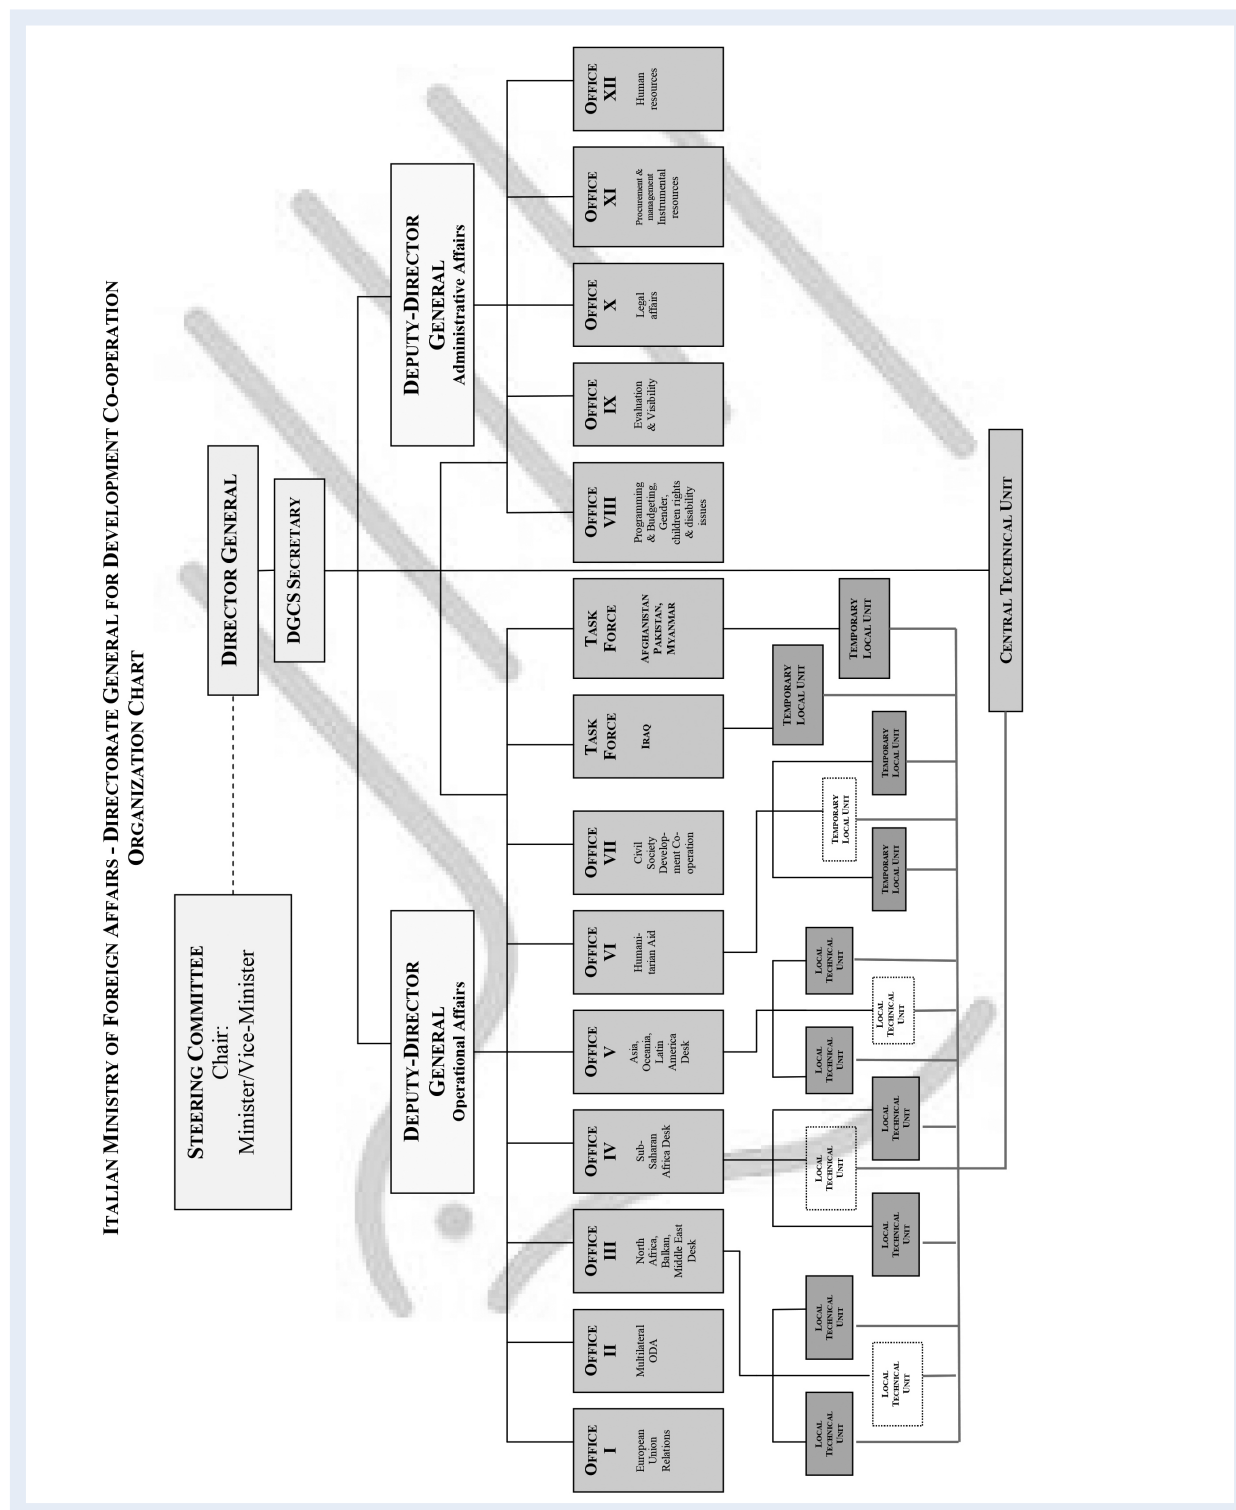 ITALIAN MINISTRY OF FOREIGN AFFAIRS - DIRECTORATE GENERAL FOR DEVELOPMENT CO-OPERATION
ORGANIZATION CHART
STEERING COMMITTEE
Chair:
Minister/Vice-Minister
DIRECTOR GENERAL
DGCS SECRETARY
DEPUTY-DIRECTOR
GENERAL
Operational Affairs
DEPUTY-DIRECTOR
GENERAL
Administrative Affairs
OFFICE
I
European
Union
Relations
OFFICE
II
Multilateral
ODA
OFFICE
III
North
Africa,
Balkan,
Middle East
Desk
OFFICE
IV
Sub-
Saharan
Africa Desk
OFFICE
V
Asia,
Oceania,
Latin
America
Desk
OFFICE
VI
Humani-
tarian Aid
OFFICE
VII
Civil
Society
Develop-
ment Co-
operation
TASK
FORCE
IRAQ
TASK
FORCE
AFGHANISTAN
PAKISTAN,
MYANMAR
OFFICE
VIII
Programming
& Budgeting,
Gender,
children rights
& disability
issues
OFFICE
IX
Evaluation
& Visibility
OFFICE
X
Legal
affairs
OFFICE
XI
Procurement &
management
Instrumental
resources
OFFICE
XII
Human
resources
LOCAL
TECHNICAL
UNIT
LOCAL
TECHNICAL
UNIT
LOCAL
TECHNICAL
UNIT
LOCAL
TECHNICAL
UNIT
LOCAL
TECHNICAL
UNIT
LOCAL
TECHNICAL
UNIT
LOCAL
TECHNICAL
UNIT
LOCAL
TECHNICAL
UNIT
LOCAL
TECHNICAL
UNIT
TEMPORARY
LOCAL UNIT
TEMPORARY
LOCAL UNIT
TEMPORARY
LOCAL UNIT
TEMPORARY
LOCAL UNIT
TEMPORARY
LOCAL UNIT
CENTRAL TECHNICAL UNIT